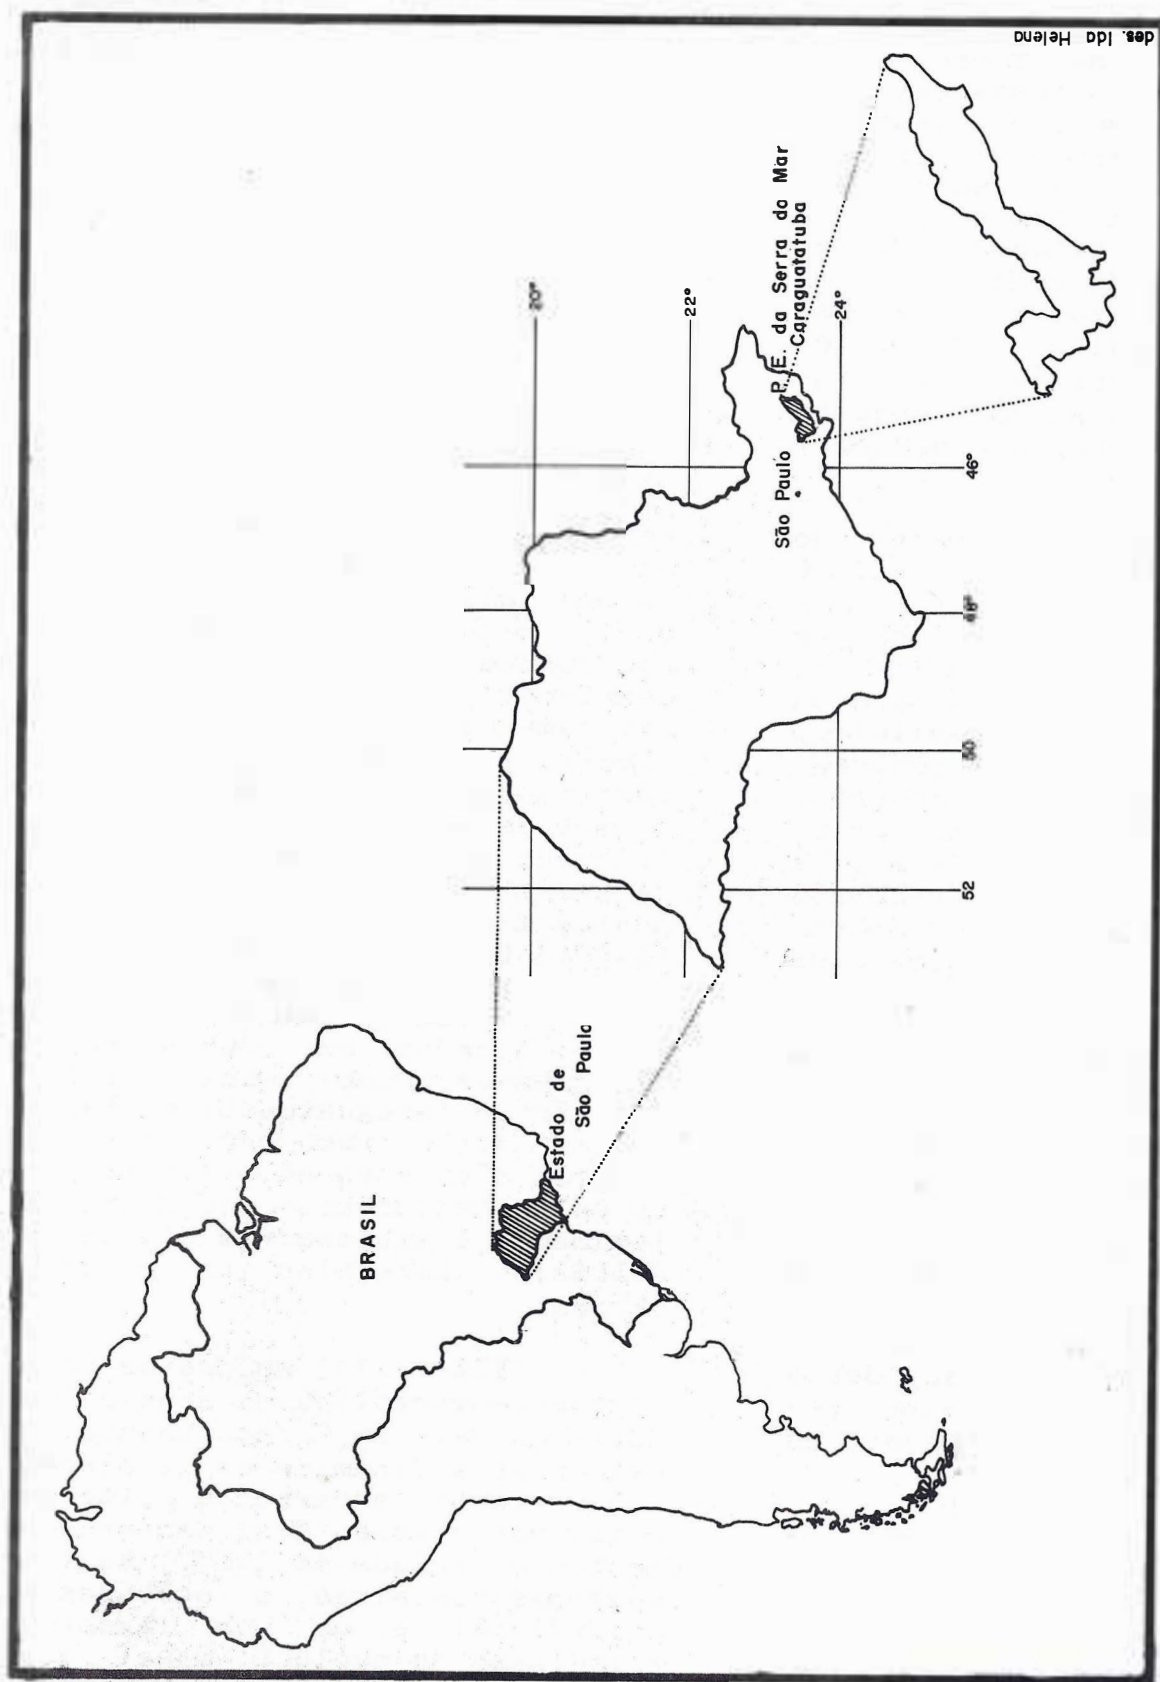 des. Ida Helena
BRASIL
Estado de
São Paulo
20°
22°
24°
P. E. da Serra do Mar
Caraguatatuba
São Paulo
52
50
48°
46°